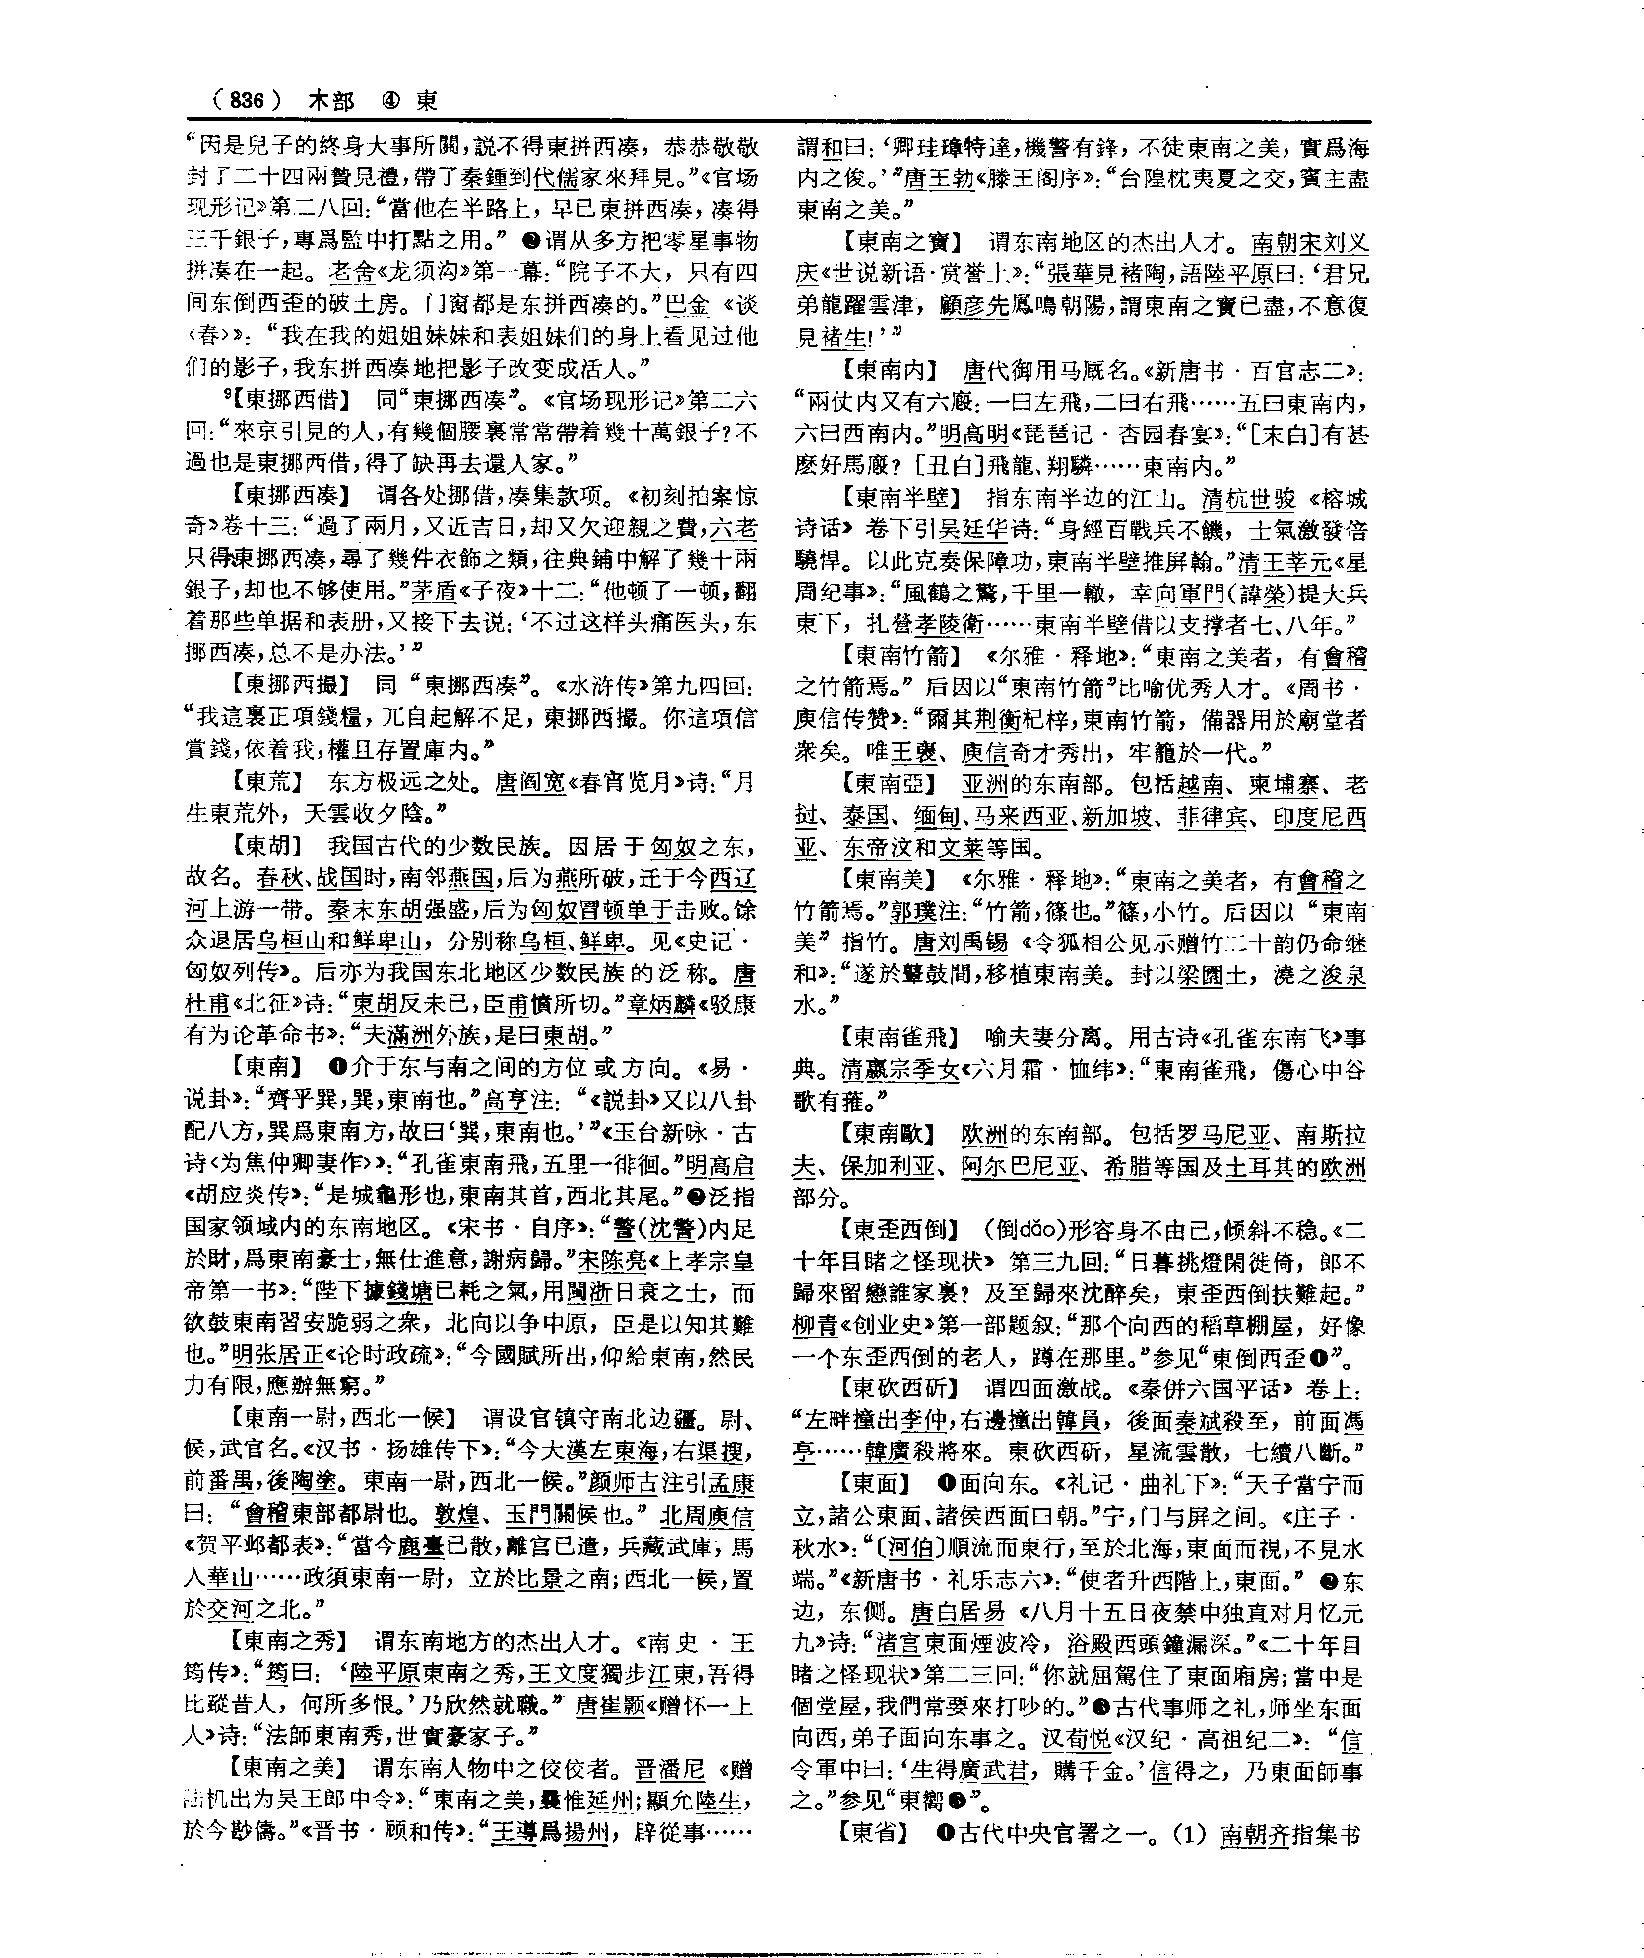 （836） 木部 ④ 東
“因是兒子的終身大事所關，説不得東拼西凑，恭恭敬敬
封了二十四兩贄見禮，帶了秦鍾到代儒家來拜見。”《官场
现形记》第二八回：“當他在半路上，早已東拼西凑，凑得
三千銀子，專爲監中打點之用。”❷谓从多方把零星事物
拼凑在一起。老舍《龙须沟》第一幕：“院子不大，只有四
间东倒西歪的破土房。门窗都是东拼西凑的。”巴金《谈
〈春〉》：“我在我的姐姐妹妹和表姐妹们的身上看见过他
们的影子，我东拼西凑地把影子改变成活人。”
⁹【東挪西借】 同“東挪西凑”。《官场现形记》第二六
回：“來京引見的人，有幾個腰裏常常帶着幾十萬銀子？不
過也是東挪西借，得了缺再去還人家。”
【東挪西凑】 谓各处挪借，凑集款项。《初刻拍案惊
奇》卷十三：“過了兩月，又近吉日，却又欠迎親之費，六老
只得東挪西凑，尋了幾件衣飾之類，往典鋪中解了幾十兩
銀子，却也不够使用。”茅盾《子夜》十二：“他顿了一顿，翻
着那些单据和表册，又接下去说：‘不过这样头痛医头，东
挪西凑，总不是办法。’”
【東挪西撮】 同“東挪西凑”。《水浒传》第九四回：
“我這裏正項錢糧，兀自起解不足，東挪西撮。你這項信
賞錢，依着我，權且存置庫内。”
【東荒】 东方极远之处。唐阎宽《春宵览月》诗：“月
生東荒外，天雲收夕陰。”
【東胡】 我国古代的少数民族。因居于匈奴之东，
故名。春秋、战国时，南邻燕国，后为燕所破，迁于今西辽
河上游一带。秦末东胡强盛，后为匈奴冒顿单于击败。馀
众退居乌桓山和鲜卑山，分别称乌桓、鲜卑。见《史记·
匈奴列传》。后亦为我国东北地区少数民族的泛称。唐
杜甫《北征》诗：“東胡反未已，臣甫憤所切。”章炳麟《驳康
有为论革命书》：“夫滿洲外族，是曰東胡。”
【東南】 ❶介于东与南之间的方位或方向。《易·
说卦》：“齊乎巽，巽，東南也。”高亨注：“《説卦》又以八卦
配八方，巽爲東南方，故曰‘巽，東南也。’”《玉台新咏·古
诗〈为焦仲卿妻作〉》：“孔雀東南飛，五里一徘徊。”明高启
《胡应炎传》：“是城龜形也，東南其首，西北其尾。”❷泛指
国家领域内的东南地区。《宋书·自序》：“警（沈警）内足
於財，爲東南豪士，無仕進意，謝病歸。”宋陈亮《上孝宗皇
帝第一书》：“陛下據錢塘已耗之氣，用閩浙日衰之士，而
欲鼓東南習安脆弱之衆，北向以争中原，臣是以知其難
也。”明张居正《论时政疏》：“今國賦所出，仰給東南，然民
力有限，應辦無窮。”
【東南一尉，西北一候】 谓设官镇守南北边疆。尉、
候，武官名。《汉书·扬雄传下》：“今大漢左東海，右渠搜，
前番禺，後陶塗。東南一尉，西北一候。”颜师古注引孟康
曰：“會稽東部都尉也。敦煌、玉門關候也。”北周庾信
《贺平邺都表》：“當今鹿臺已散，離宫已遣，兵藏武庫，馬
入華山……政須東南一尉，立於比景之南；西北一候，置
於交河之北。”
【東南之秀】 谓东南地方的杰出人才。《南史·王
筠传》：“筠曰：‘陸平原東南之秀，王文度獨步江東，吾得
比蹤昔人，何所多恨。’乃欣然就職。”唐崔颢《赠怀一上
人》诗：“法師東南秀，世實豪家子。”
【東南之美】 谓东南人物中之佼佼者。晋潘尼《赠
陆机出为吴王郎中令》：“東南之美，曩惟延州；顯允陸生，
於今尠儔。”《晋书·顾和传》：“王導爲揚州，辟從事……
謂和曰：‘卿珪璋特達，機警有鋒，不徒東南之美，實爲海
内之俊。’”唐王勃《滕王阁序》：“台隍枕夷夏之交，賓主盡
東南之美。”
【東南之寶】 谓东南地区的杰出人才。南朝宋刘义
庆《世说新语·赏誉上》：“張華見褚陶，語陸平原曰：‘君兄
弟龍躍雲津，顧彦先鳳鳴朝陽，謂東南之寶已盡，不意復
見褚生！’”
【東南内】 唐代御用马厩名。《新唐书·百官志二》：
“兩仗内又有六廄：一曰左飛，二曰右飛……五曰東南内，
六曰西南内。”明高明《琵琶记·杏园春宴》：“［末白］有甚
麽好馬廄？［丑白］飛龍、翔驎……東南内。”
【東南半壁】 指东南半边的江山。清杭世骏《榕城
诗话》卷下引吴廷华诗：“身經百戰兵不饑，士氣激發倍
驍悍。以此克奏保障功，東南半壁推屏翰。”清王莘元《星
周纪事》：“風鶴之驚，千里一轍，幸向軍門（諱榮）提大兵
東下，扎營孝陵衛……東南半壁借以支撑者七、八年。”
【東南竹箭】 《尔雅·释地》：“東南之美者，有會稽
之竹箭焉。”后因以“東南竹箭”比喻优秀人才。《周书·
庾信传赞》：“爾其荆衡杞梓，東南竹箭，備器用於廟堂者
衆矣。唯王褒、庾信奇才秀出，牢籠於一代。”
【東南亞】 亚洲的东南部。包括越南、柬埔寨、老
挝、泰国、缅甸、马来西亚、新加坡、菲律宾、印度尼西
亚、东帝汶和文莱等国。
【東南美】 《尔雅·释地》：“東南之美者，有會稽之
竹箭焉。”郭璞注：“竹箭，篠也。”篠，小竹。后因以“東南
美”指竹。唐刘禹锡《令狐相公见示赠竹二十韵仍命继
和》：“遂於鼙鼓間，移植東南美。封以梁園土，澆之浚泉
水。”
【東南雀飛】 喻夫妻分离。用古诗《孔雀东南飞》事
典。清嬴宗季女《六月霜·恤纬》：“東南雀飛，傷心中谷
歌有蓷。”
【東南歐】 欧洲的东南部。包括罗马尼亚、南斯拉
夫、保加利亚、阿尔巴尼亚、希腊等国及土耳其的欧洲
部分。
【東歪西倒】 （倒dǎo）形容身不由己，倾斜不稳。《二
十年目睹之怪现状》第三九回：“日暮挑燈閑徙倚，郎不
歸來留戀誰家裏？及至歸來沈醉矣，東歪西倒扶難起。”
柳青《创业史》第一部题叙：“那个向西的稻草棚屋，好像
一个东歪西倒的老人，蹲在那里。”参见“東倒西歪❶”。
【東砍西斫】 谓四面激战。《秦併六国平话》卷上：
“左畔撞出李仲，右邊撞出韓員，後面秦斌殺至，前面馮
亭……韓廣殺將來。東砍西斫，星流雲散，七續八斷。”
【東面】 ❶面向东。《礼记·曲礼下》：“天子當宁而
立，諸公東面、諸侯西面曰朝。”宁，门与屏之间。《庄子·
秋水》：“〔河伯〕順流而東行，至於北海，東面而視，不見水
端。”《新唐书·礼乐志六》：“使者升西階上，東面。”❷东
边，东侧。唐白居易《八月十五日夜禁中独直对月忆元
九》诗：“渚宫東面煙波冷，浴殿西頭鐘漏深。”《二十年目
睹之怪现状》第二三回：“你就屈駕住了東面廂房；當中是
個堂屋，我們常要來打吵的。”❸古代事师之礼，师坐东面
向西，弟子面向东事之。汉荀悦《汉纪·高祖纪二》：“信
令軍中曰：‘生得廣武君，購千金。’信得之，乃東面師事
之。”参见“東嚮❸”。
【東省】 ❶古代中央官署之一。（1）南朝齐指集书